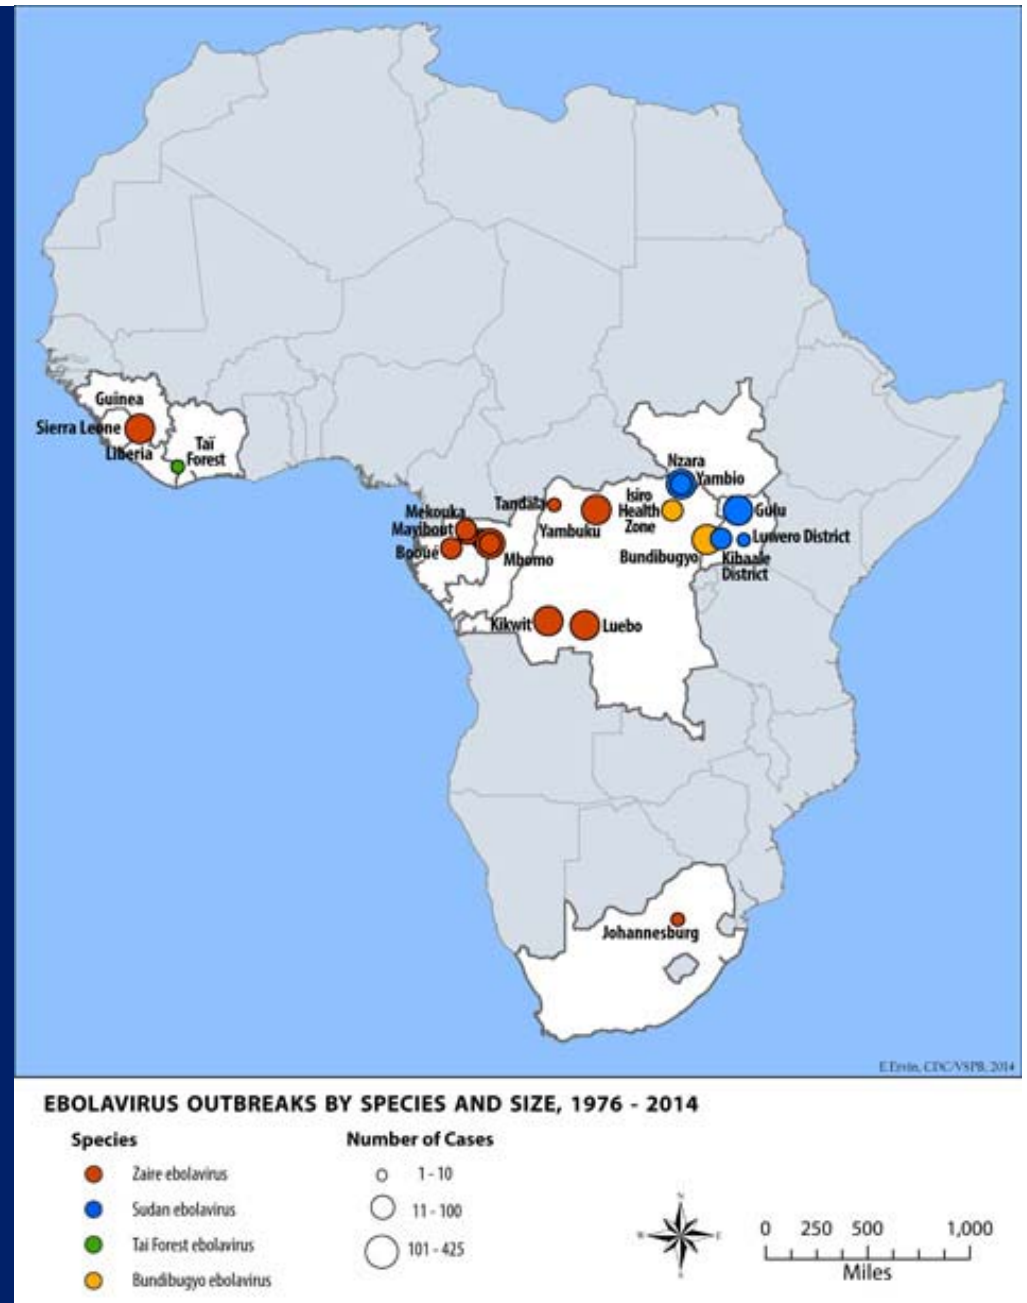 Guinea
Sierra Leone
Liberia
Taï
Forest
Nzara
Yambio
Tandala
Isiro
Health
Zone
Gulu
Mekouka
Mayibout
Yambuku
Booué
Mbomo
Bundibugyo
Luwero District
Kibaale
District
Kikwit
Luebo
Johannesburg
E.Ervin, CDC/VSPB, 2014
EBOLAVIRUS OUTBREAKS BY SPECIES AND SIZE, 1976 - 2014
Species
Zaire ebolavirus
Sudan ebolavirus
Tai Forest ebolavirus
Bundibugyo ebolavirus
Number of Cases
1 - 10
11 - 100
101 - 425
N
W
E
S
0 250 500 1,000
Miles